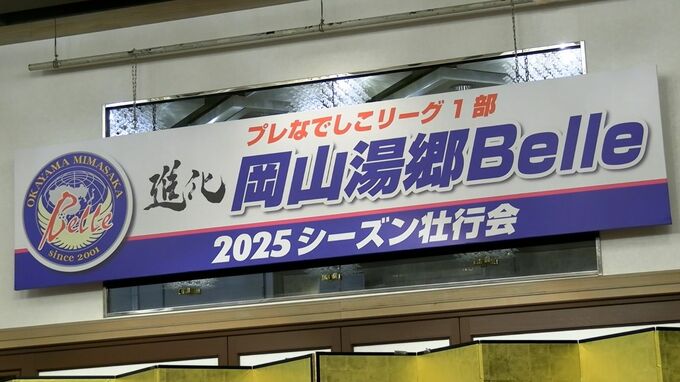 プレなでしこリーグ1部
進化 岡山湯郷Belle
2025シーズン壮行会
OKAYAMA MIMASAKA
Belle
since 2001